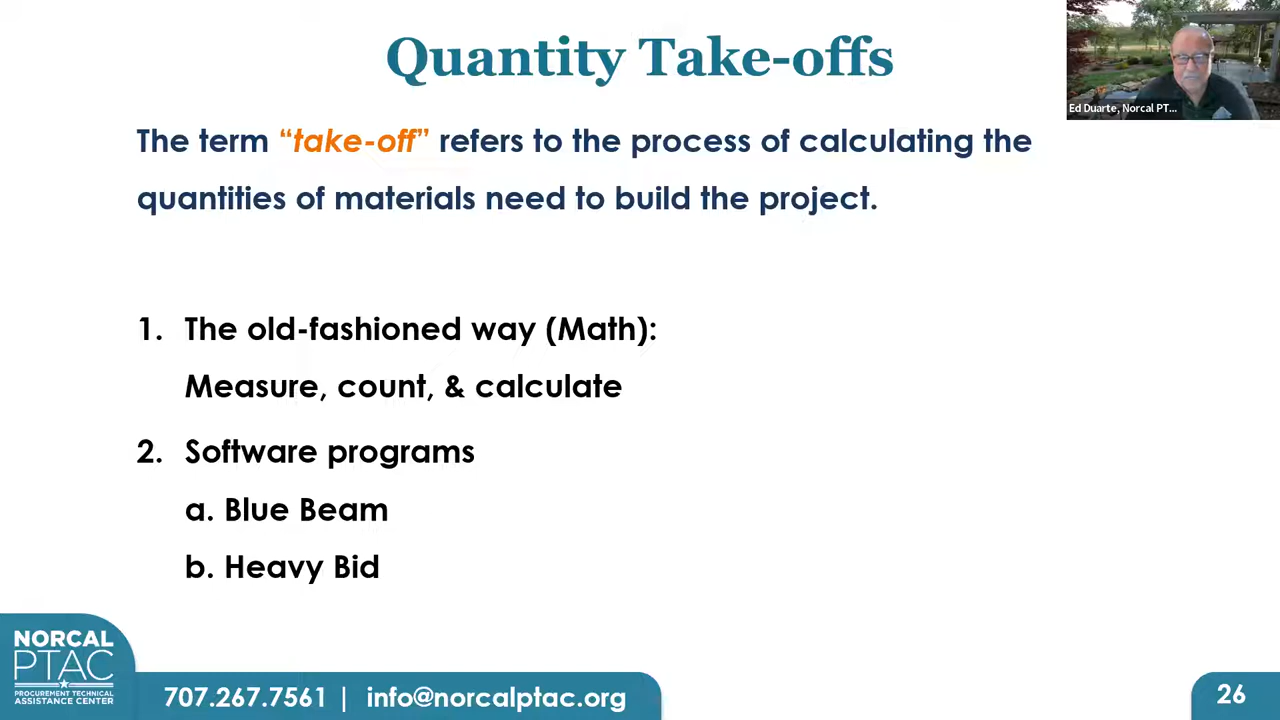 Quantity Take-offs
Ed Duarte, Norcal PT...
The term “take-off” refers to the process of calculating the
quantities of materials need to build the project.
1. The old-fashioned way (Math):
Measure, count, & calculate
2. Software programs
a. Blue Beam
b. Heavy Bid
NORCAL
PTAC
PROCUREMENT TECHNICAL
ASSISTANCE CENTER
707.267.7561 | info@norcalptac.org
26